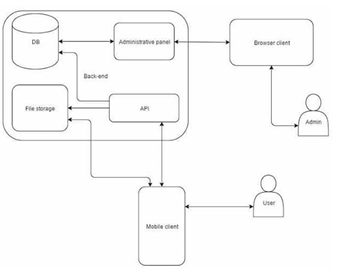 DB
Administrative panel
Browser client
Back-end
File storage
API
Admin
User
Mobile client